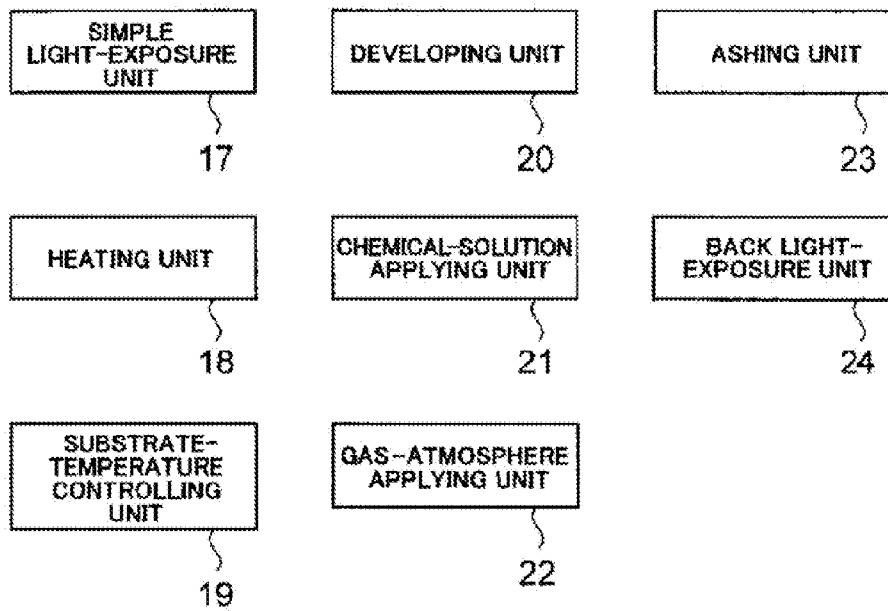 SIMPLE
LIGHT-EXPOSURE
UNIT
17
DEVELOPING UNIT
20
ASHING UNIT
23
HEATING UNIT
18
CHEMICAL-SOLUTION
APPLYING UNIT
21
BACK LIGHT-
EXPOSURE UNIT
24
SUBSTRATE-
TEMPERATURE
CONTROLLING
UNIT
19
GAS-ATMOSPHERE
APPLYING UNIT
22